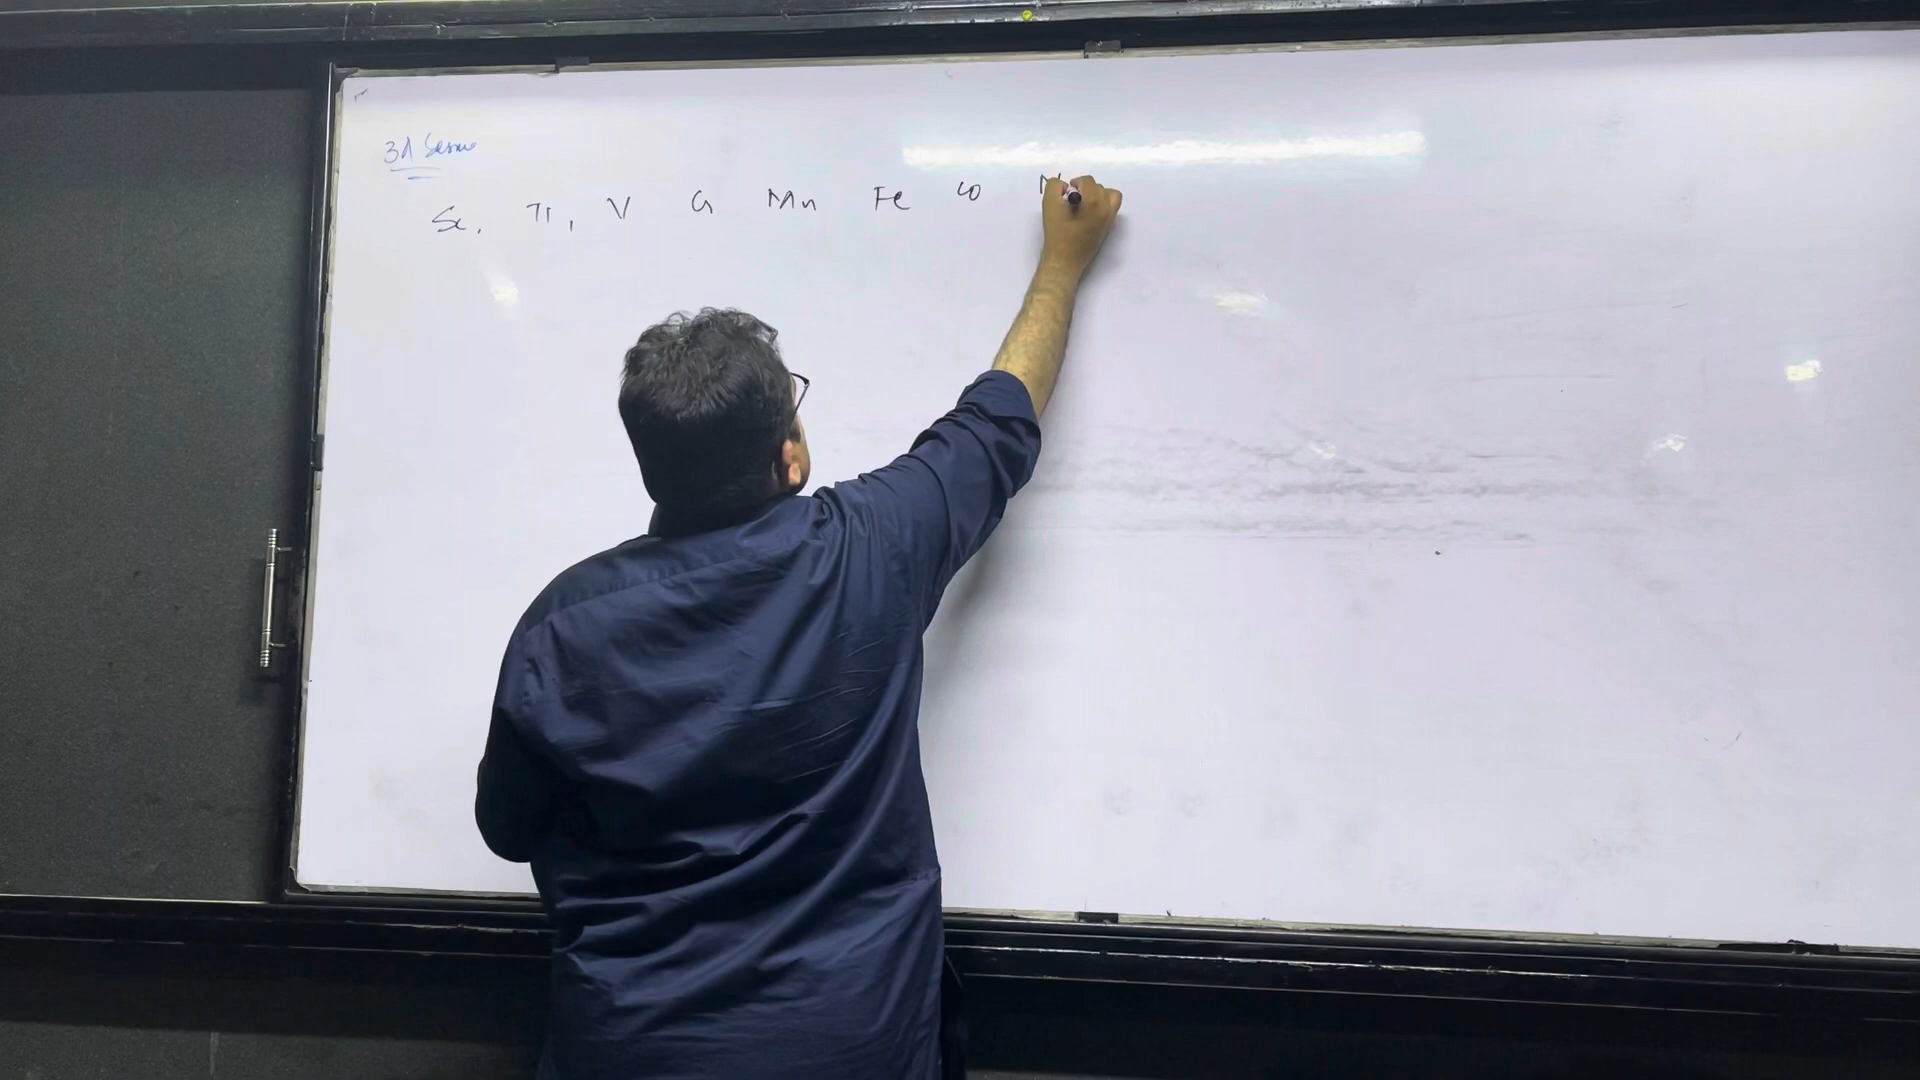 3d Series
Sc, Ti, V Cr Mn Fe Co N